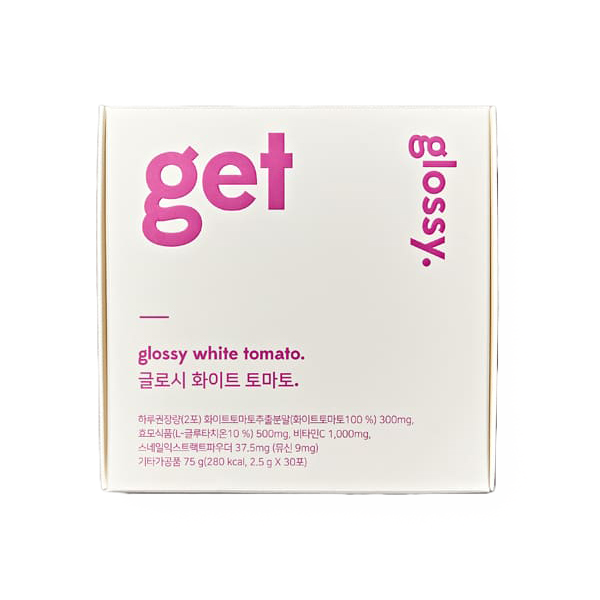 get
glossy.
glossy white tomato.
글로시 화이트 토마토.
하루권장량(2포) 화이트토마토추출분말(화이트토마토100 %) 300mg,
효모식품(L-글루타치온10 %) 500mg, 비타민C 1,000mg,
스네일익스트랙트파우더 37.5mg (뮤신 9mg)
기타가공품 75 g(280 kcal, 2.5 g X 30포)